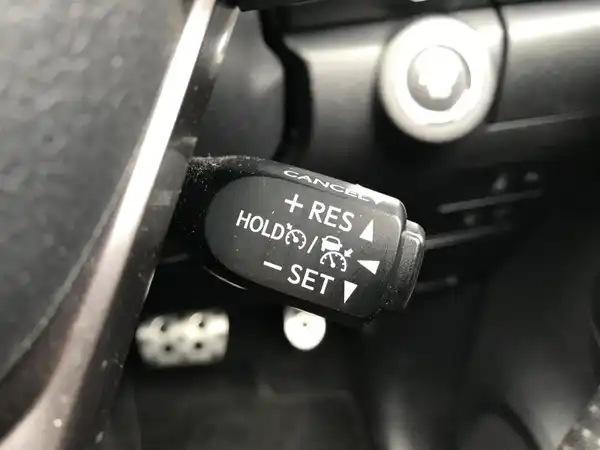 CANCEL
+ RES
HOLD /
- SET